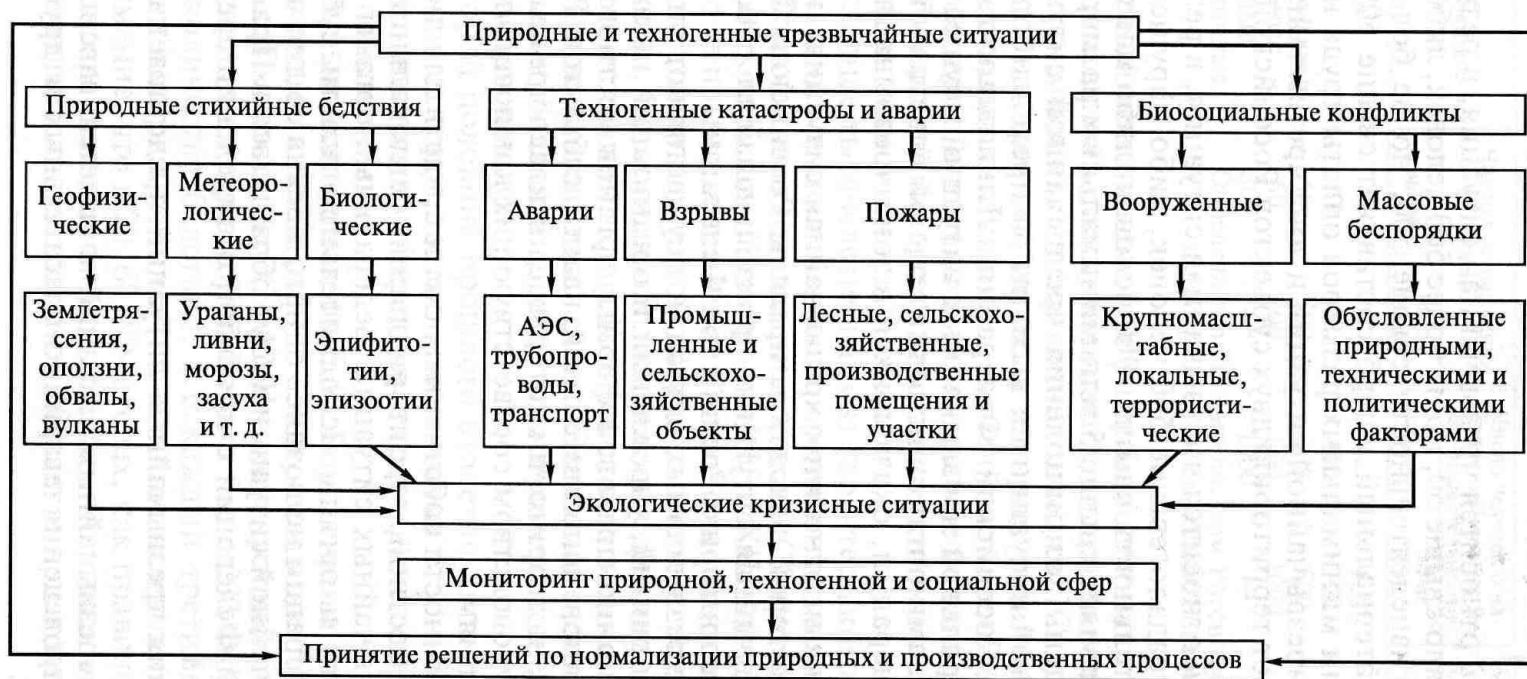 Природные и техногенные чрезвычайные ситуации
Природные стихийные бедствия
Техногенные катастрофы и аварии
Биосоциальные конфликты
Геофизи-
ческие
Метеоро-
логичес-
кие
Биологи-
ческие
Аварии
Взрывы
Пожары
Вооруженные
Массовые
беспорядки
Землетря-
сения,
оползни,
обвалы,
вулканы
Ураганы,
ливни,
морозы,
засуха
и т. д.
Эпифито-
тии,
эпизоотии
АЭС,
трубопро-
воды,
транспорт
Промыш-
ленные и
сельскохо-
зяйственные
объекты
Лесные, сельскохо-
зяйственные,
производственные
помещения и
участки
Крупномасш-
табные,
локальные,
террористи-
ческие
Обусловленные
природными,
техническими и
политическими
факторами
Экологические кризисные ситуации
Мониторинг природной, техногенной и социальной сфер
Принятие решений по нормализации природных и производственных процессов